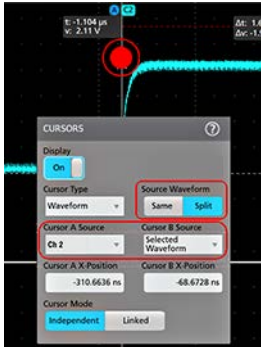 A C2
t: -1.104 µs
v: 2.11 V
Δt: 1.
Δv: -1.
CURSORS ?
Display
On
Cursor Type Source Waveform
Waveform Same Split
Cursor A Source Cursor B Source
Ch 2 Selected Waveform
Cursor A X-Position Cursor B X-Position
-310.6636 ns -68.6728 ns
Cursor Mode
Independent Linked